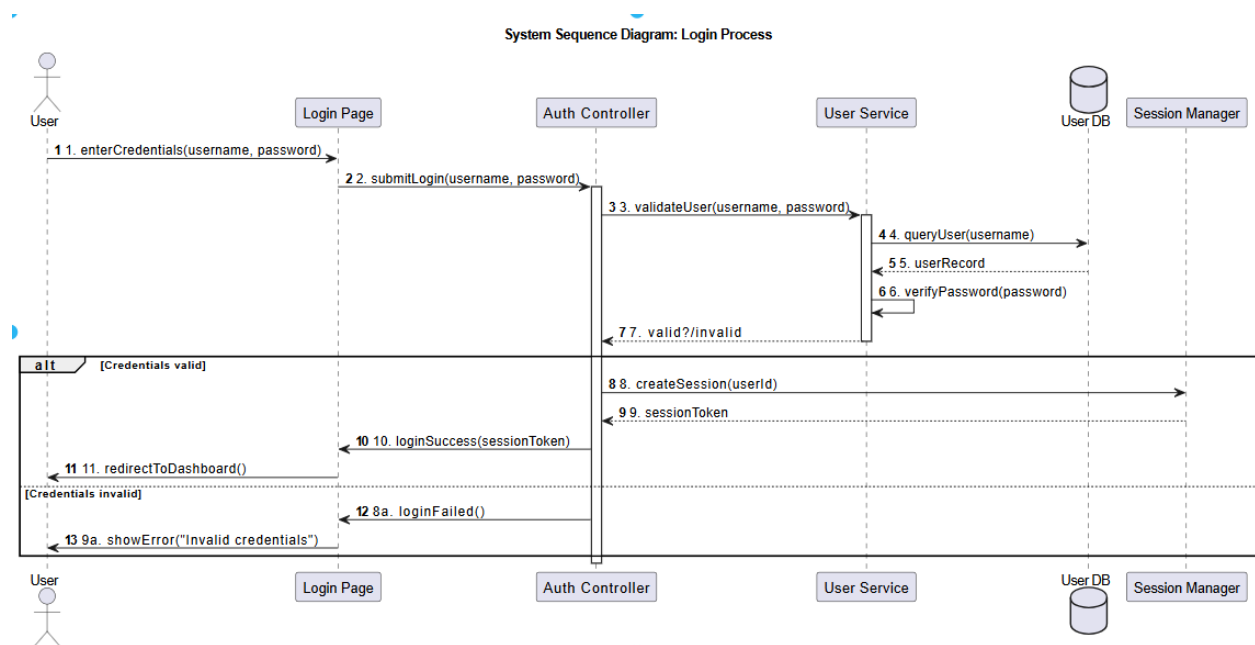 System Sequence Diagram: Login Process
User
Login Page
Auth Controller
User Service
User DB
Session Manager
1 1. enterCredentials(username, password)
2 2. submitLogin(username, password)
3 3. validateUser(username, password)
4 4. queryUser(username)
5 5. userRecord
6 6. verifyPassword(password)
7 7. valid?/invalid
alt [Credentials valid]
8 8. createSession(userId)
9 9. sessionToken
10 10. loginSuccess(sessionToken)
11 11. redirectToDashboard()
[Credentials invalid]
12 8a. loginFailed()
13 9a. showError("Invalid credentials")
User
Login Page
Auth Controller
User Service
User DB
Session Manager